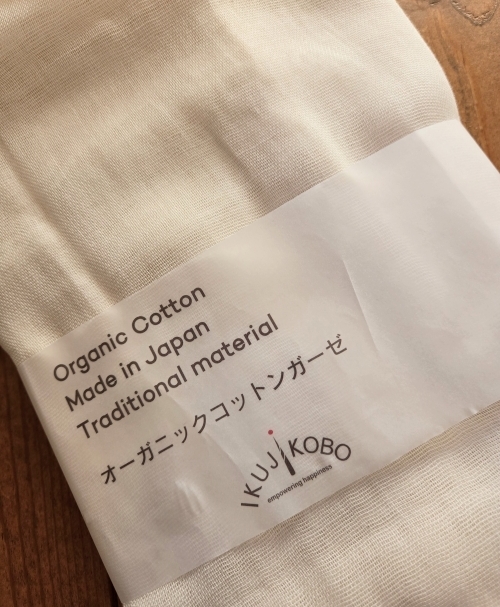 Organic Cotton
Made in Japan
Traditional material
オーガニックコットンガーゼ
IKUJIKOBO
empowering happiness